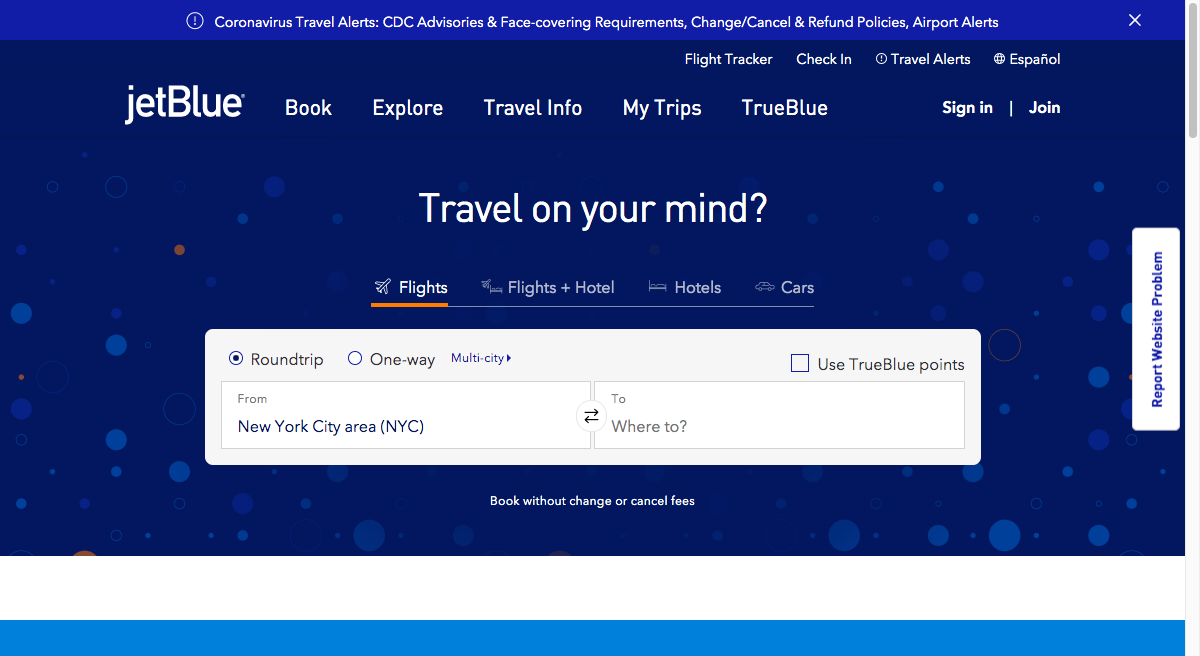 Coronavirus Travel Alerts: CDC Advisories & Face-covering Requirements, Change/Cancel & Refund Policies, Airport Alerts
Flight Tracker Check In Travel Alerts Español
jetBlue Book Explore Travel Info My Trips TrueBlue Sign in | Join
Travel on your mind?
Flights Flights + Hotel Hotels Cars
Roundtrip One-way Multi-city Use TrueBlue points
From To
New York City area (NYC) Where to?
Book without change or cancel fees
Report Website Problem